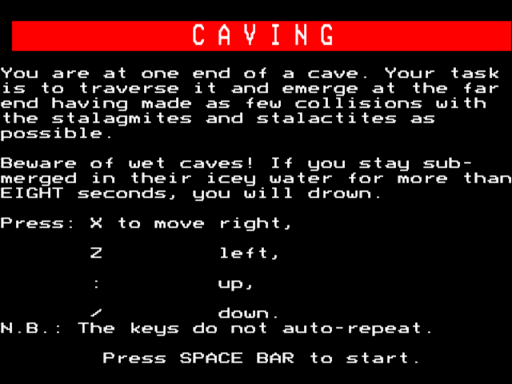 CAVING
You are at one end of a cave. Your task
is to traverse it and emerge at the far
end having made as few collisions with
the stalagmites and stalactites as
possible.
Beware of wet caves! If you stay sub-
merged in their icey water for more than
EIGHT seconds, you will drown.
Press: X to move right,
Z left,
: up,
/ down.
N.B.: The keys do not auto-repeat.
Press SPACE BAR to start.